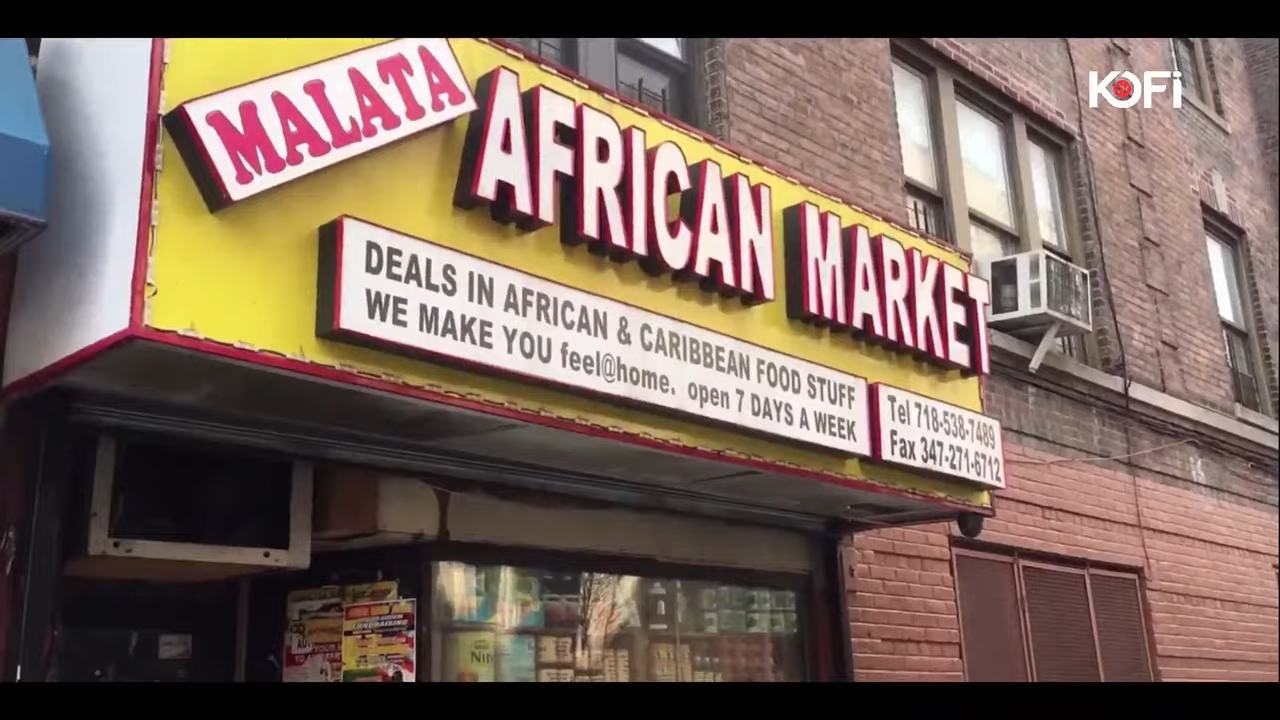 KOFi
MALATA
AFRICAN MARKET
DEALS IN AFRICAN & CARIBBEAN FOOD STUFF
WE MAKE YOU feel@home. open 7 DAYS A WEEK
Tel 718-538-7489
Fax 347-271-6712
FUNDRAISING